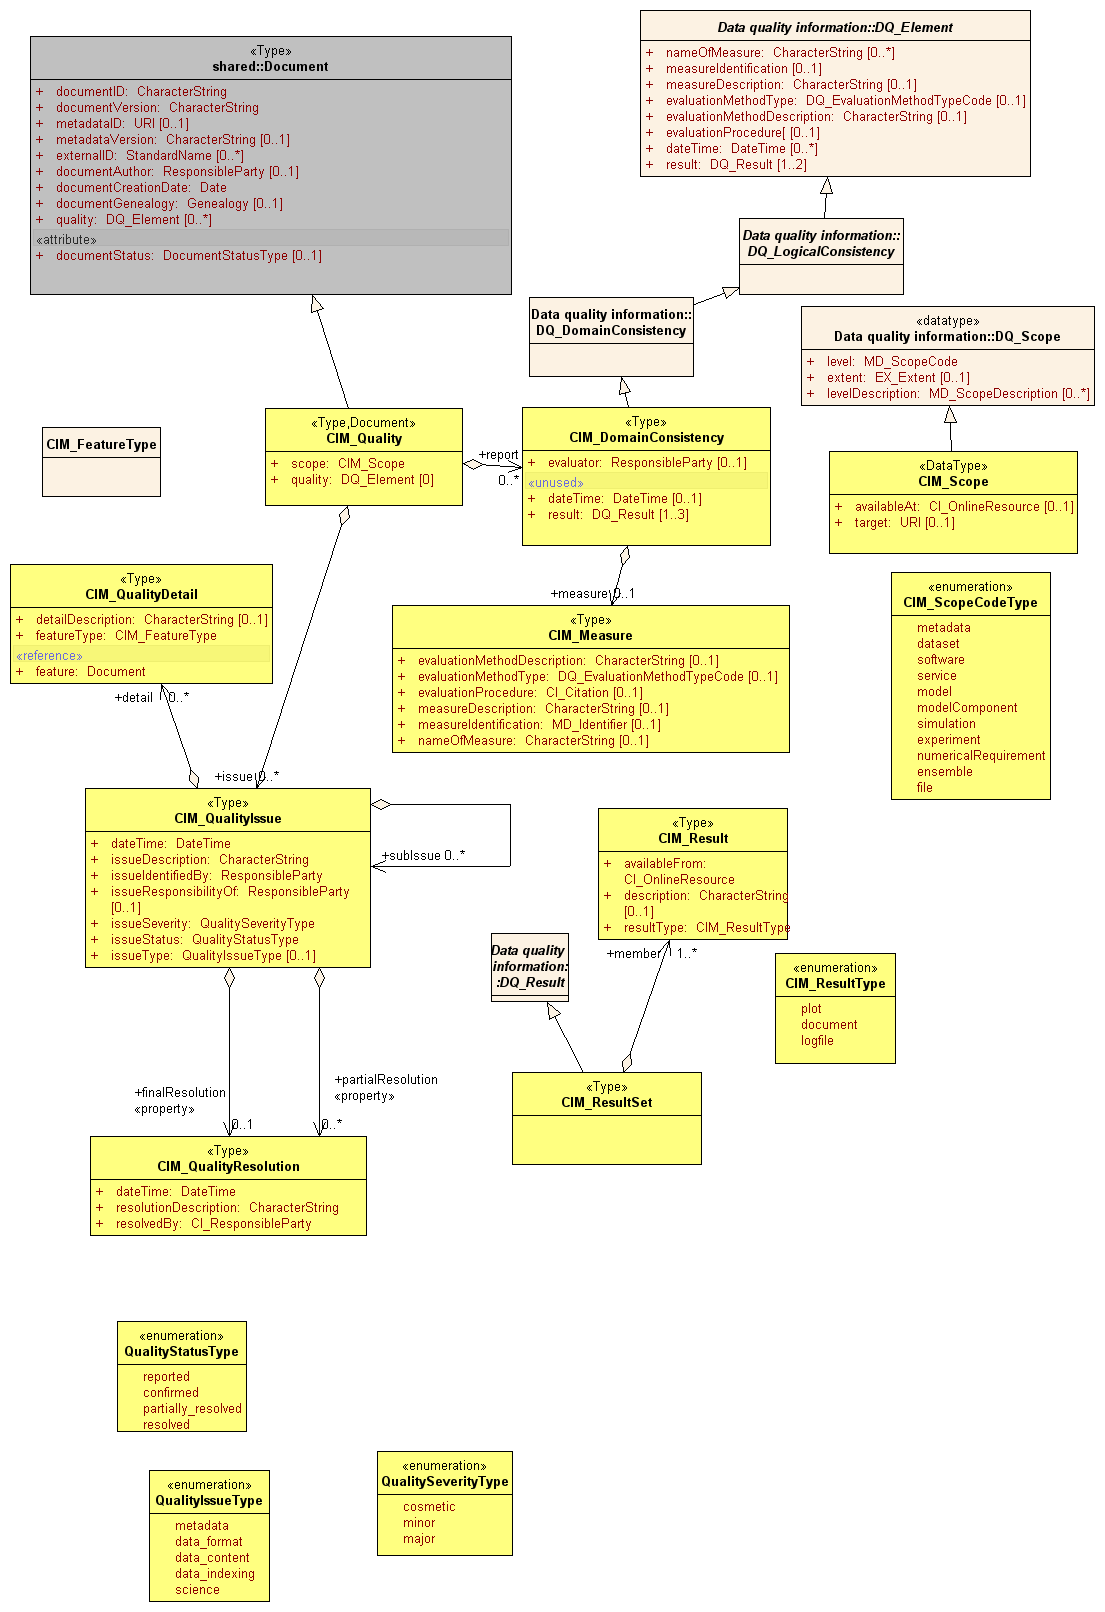 «Type»
shared::Document
+ documentID: CharacterString
+ documentVersion: CharacterString
+ metadataID: URI [0..1]
+ metadataVersion: CharacterString [0..1]
+ externalID: StandardName [0..*]
+ documentAuthor: ResponsibleParty [0..1]
+ documentCreationDate: Date
+ documentGenealogy: Genealogy [0..1]
+ quality: DQ_Element [0..*]
«attribute»
+ documentStatus: DocumentStatusType [0..1]
Data quality information::DQ_Element
+ nameOfMeasure: CharacterString [0..*]
+ measureIdentification [0..1]
+ measureDescription: CharacterString [0..1]
+ evaluationMethodType: DQ_EvaluationMethodTypeCode [0..1]
+ evaluationMethodDescription: CharacterString [0..1]
+ evaluationProcedure[ [0..1]
+ dateTime: DateTime [0..*]
+ result: DQ_Result [1..2]
Data quality information::
DQ_LogicalConsistency
Data quality information::
DQ_DomainConsistency
«datatype»
Data quality information::DQ_Scope
+ level: MD_ScopeCode
+ extent: EX_Extent [0..1]
+ levelDescription: MD_ScopeDescription [0..*]
CIM_FeatureType
«Type,Document»
CIM_Quality
+ scope: CIM_Scope
+ quality: DQ_Element [0]
+report
0..*
«Type»
CIM_DomainConsistency
+ evaluator: ResponsibleParty [0..1]
«unused»
+ dateTime: DateTime [0..1]
+ result: DQ_Result [1..3]
«DataType»
CIM_Scope
+ availableAt: CI_OnlineResource [0..1]
+ target: URI [0..1]
«Type»
CIM_QualityDetail
+ detailDescription: CharacterString [0..1]
+ featureType: CIM_FeatureType
«reference»
+ feature: Document
+detail 0..*
+measure 0..1
«Type»
CIM_Measure
+ evaluationMethodDescription: CharacterString [0..1]
+ evaluationMethodType: DQ_EvaluationMethodTypeCode [0..1]
+ evaluationProcedure: CI_Citation [0..1]
+ measureDescription: CharacterString [0..1]
+ measureIdentification: MD_Identifier [0..1]
+ nameOfMeasure: CharacterString [0..1]
«enumeration»
CIM_ScopeCodeType
metadata
dataset
software
service
model
modelComponent
simulation
experiment
numericalRequirement
ensemble
file
+issue 0..*
«Type»
CIM_QualityIssue
+ dateTime: DateTime
+ issueDescription: CharacterString
+ issueIdentifiedBy: ResponsibleParty
+ issueResponsibilityOf: ResponsibleParty
[0..1]
+ issueSeverity: QualitySeverityType
+ issueStatus: QualityStatusType
+ issueType: QualityIssueType [0..1]
+subIssue 0..*
«Type»
CIM_Result
+ availableFrom:
CI_OnlineResource
+ description: CharacterString
[0..1]
+ resultType: CIM_ResultType
+member 1..*
Data quality
information:
:DQ_Result
«enumeration»
CIM_ResultType
plot
document
logfile
«Type»
CIM_ResultSet
+finalResolution
«property»
0..1
+partialResolution
«property»
0..*
«Type»
CIM_QualityResolution
+ dateTime: DateTime
+ resolutionDescription: CharacterString
+ resolvedBy: CI_ResponsibleParty
«enumeration»
QualityStatusType
reported
confirmed
partially_resolved
resolved
«enumeration»
QualityIssueType
metadata
data_format
data_content
data_indexing
science
«enumeration»
QualitySeverityType
cosmetic
minor
major